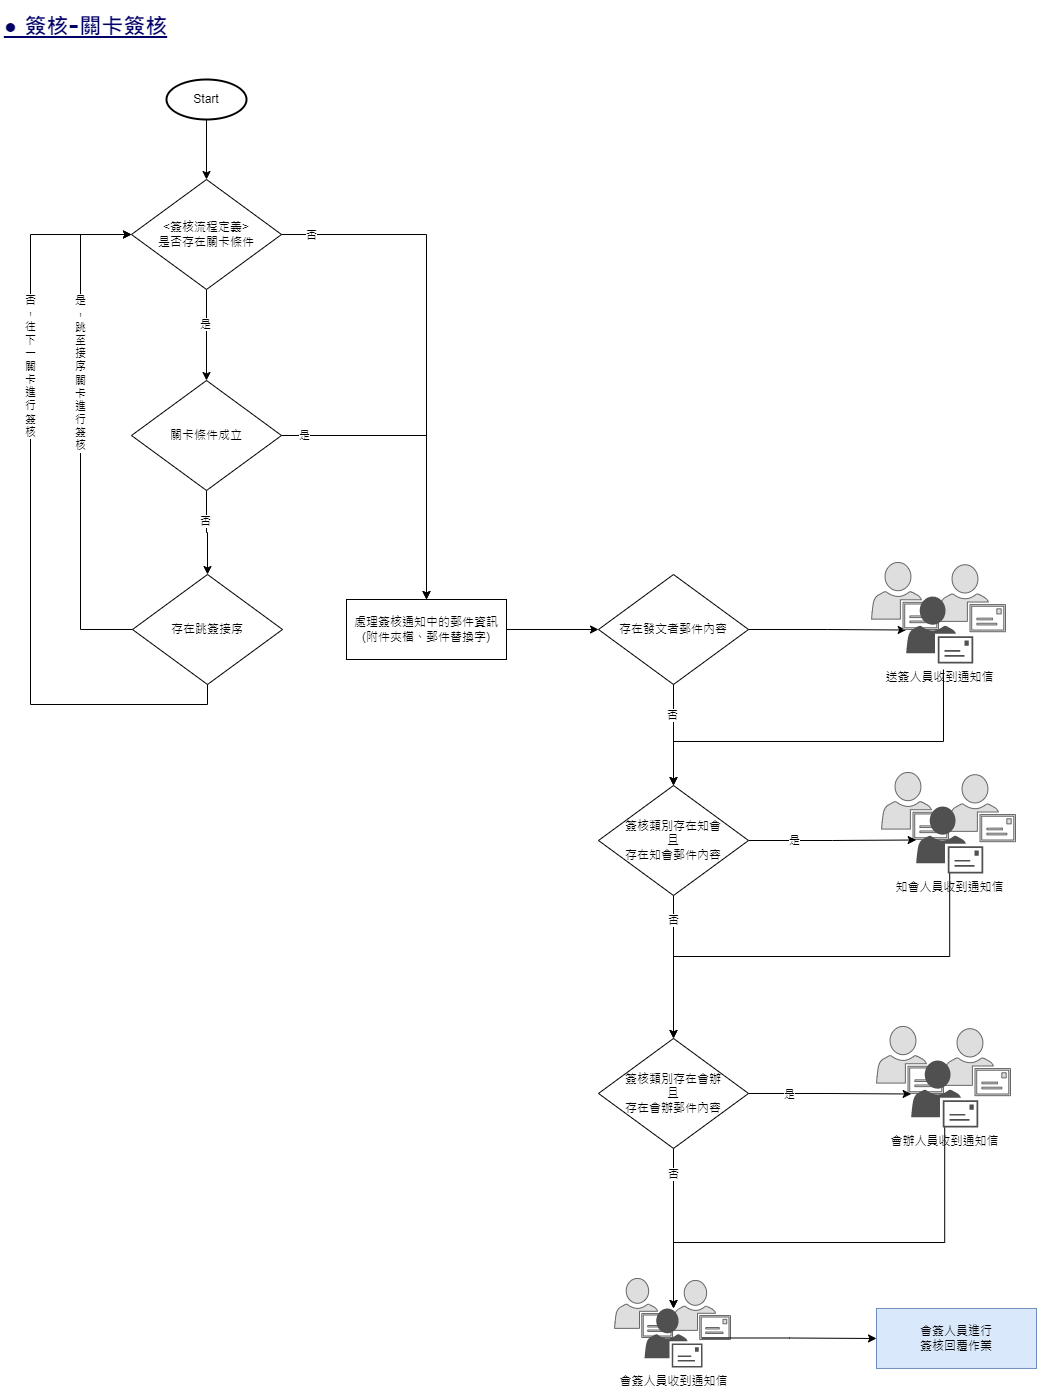 ● 簽核-關卡簽核
Start
<簽核流程定義>
是否存在關卡條件
否
是
否，往下一關卡進行簽核
是，跳至接序關卡進行簽核
關卡條件成立
是
否
存在跳簽接序
處理簽核通知中的郵件資訊
(附件夾檔、郵件替換字)
存在發文者郵件內容
送簽人員收到通知信
否
簽核類別存在知會
且
存在知會郵件內容
是
知會人員收到通知信
否
簽核類別存在會辦
且
存在會辦郵件內容
是
會辦人員收到通知信
否
會簽人員收到通知信
會簽人員進行
簽核回覆作業